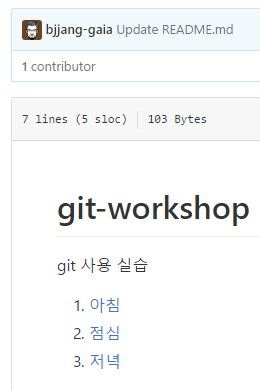 bjjang-gaia Update README.md
1 contributor
7 lines (5 sloc) 103 Bytes
git-workshop
git 사용 실습
1. 아침
2. 점심
3. 저녁